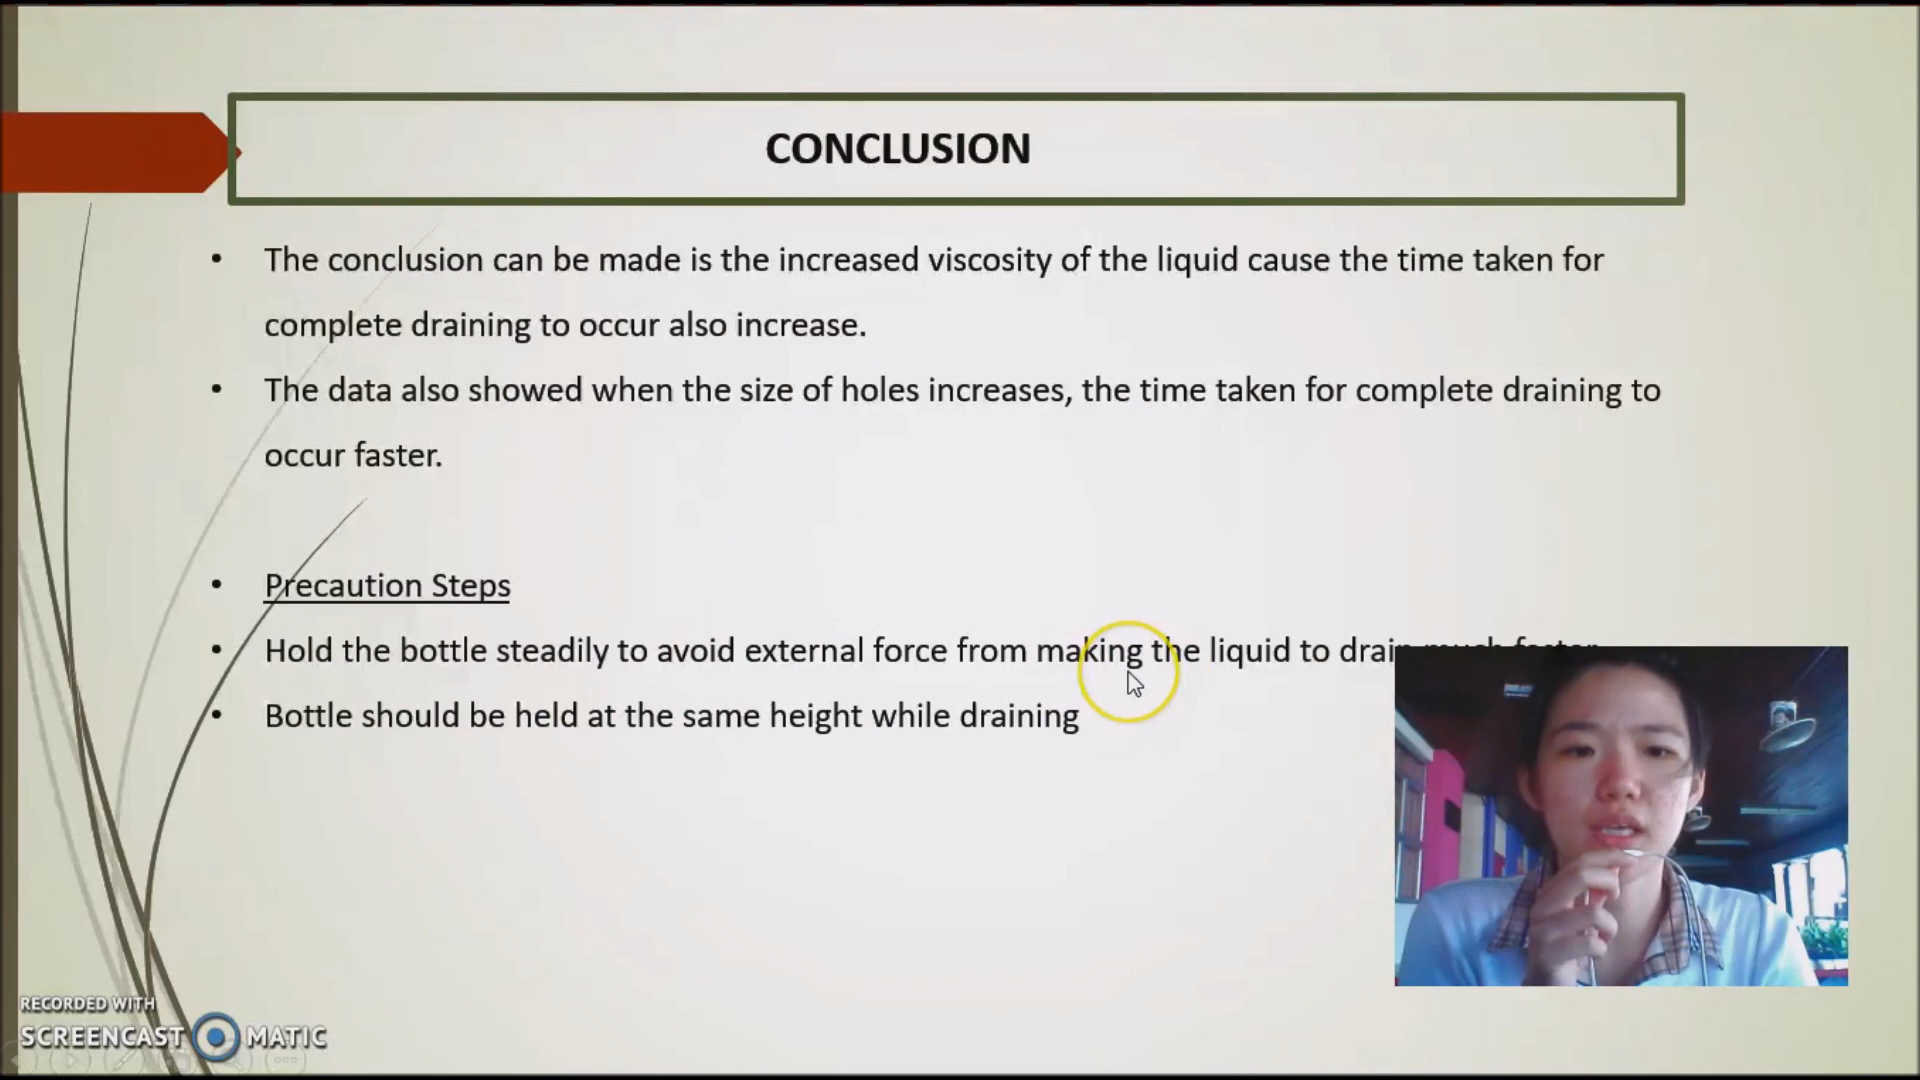 CONCLUSION
• The conclusion can be made is the increased viscosity of the liquid cause the time taken for
complete draining to occur also increase.
• The data also showed when the size of holes increases, the time taken for complete draining to
occur faster.
• Precaution Steps
• Hold the bottle steadily to avoid external force from making the liquid to drain much faster
• Bottle should be held at the same height while draining
RECORDED WITH
SCREENCAST MATIC